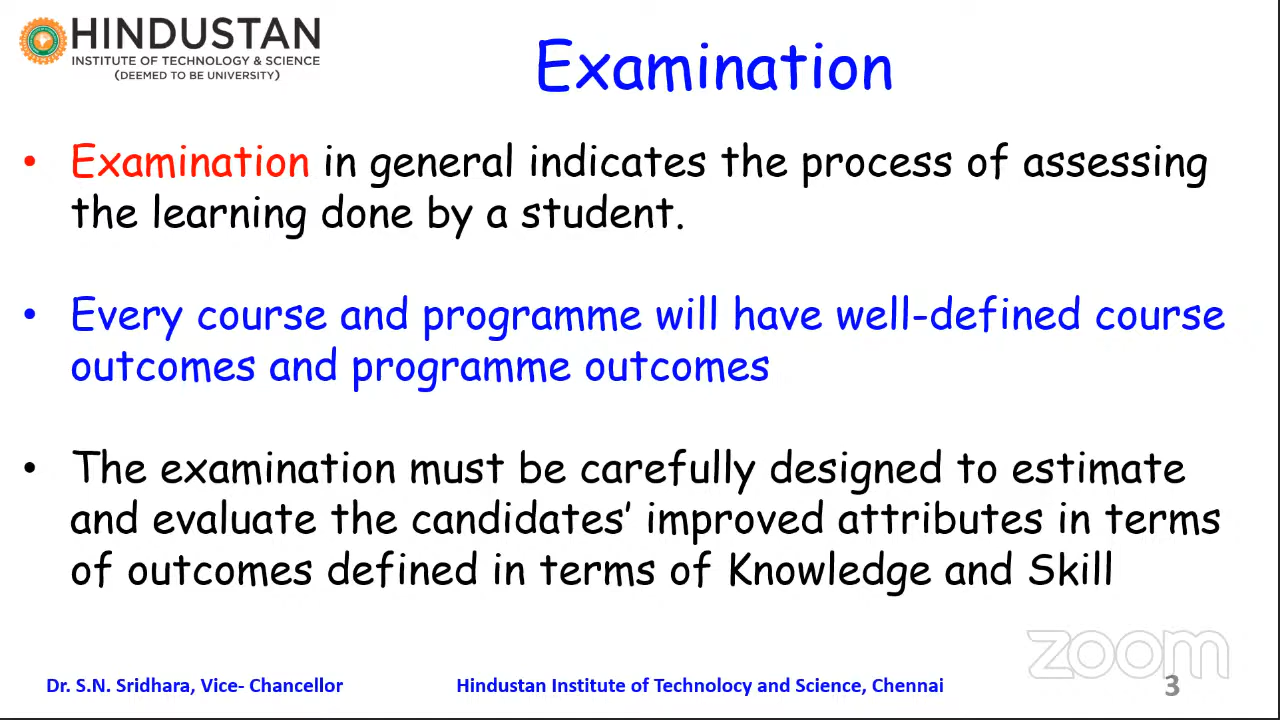 HINDUSTAN
INSTITUTE OF TECHNOLOGY & SCIENCE
(DEEMED TO BE UNIVERSITY)
Examination
• Examination in general indicates the process of assessing
the learning done by a student.
• Every course and programme will have well-defined course
outcomes and programme outcomes
• The examination must be carefully designed to estimate
and evaluate the candidates’ improved attributes in terms
of outcomes defined in terms of Knowledge and Skill
zoom
Dr. S.N. Sridhara, Vice- Chancellor
Hindustan Institute of Technology and Science, Chennai
3